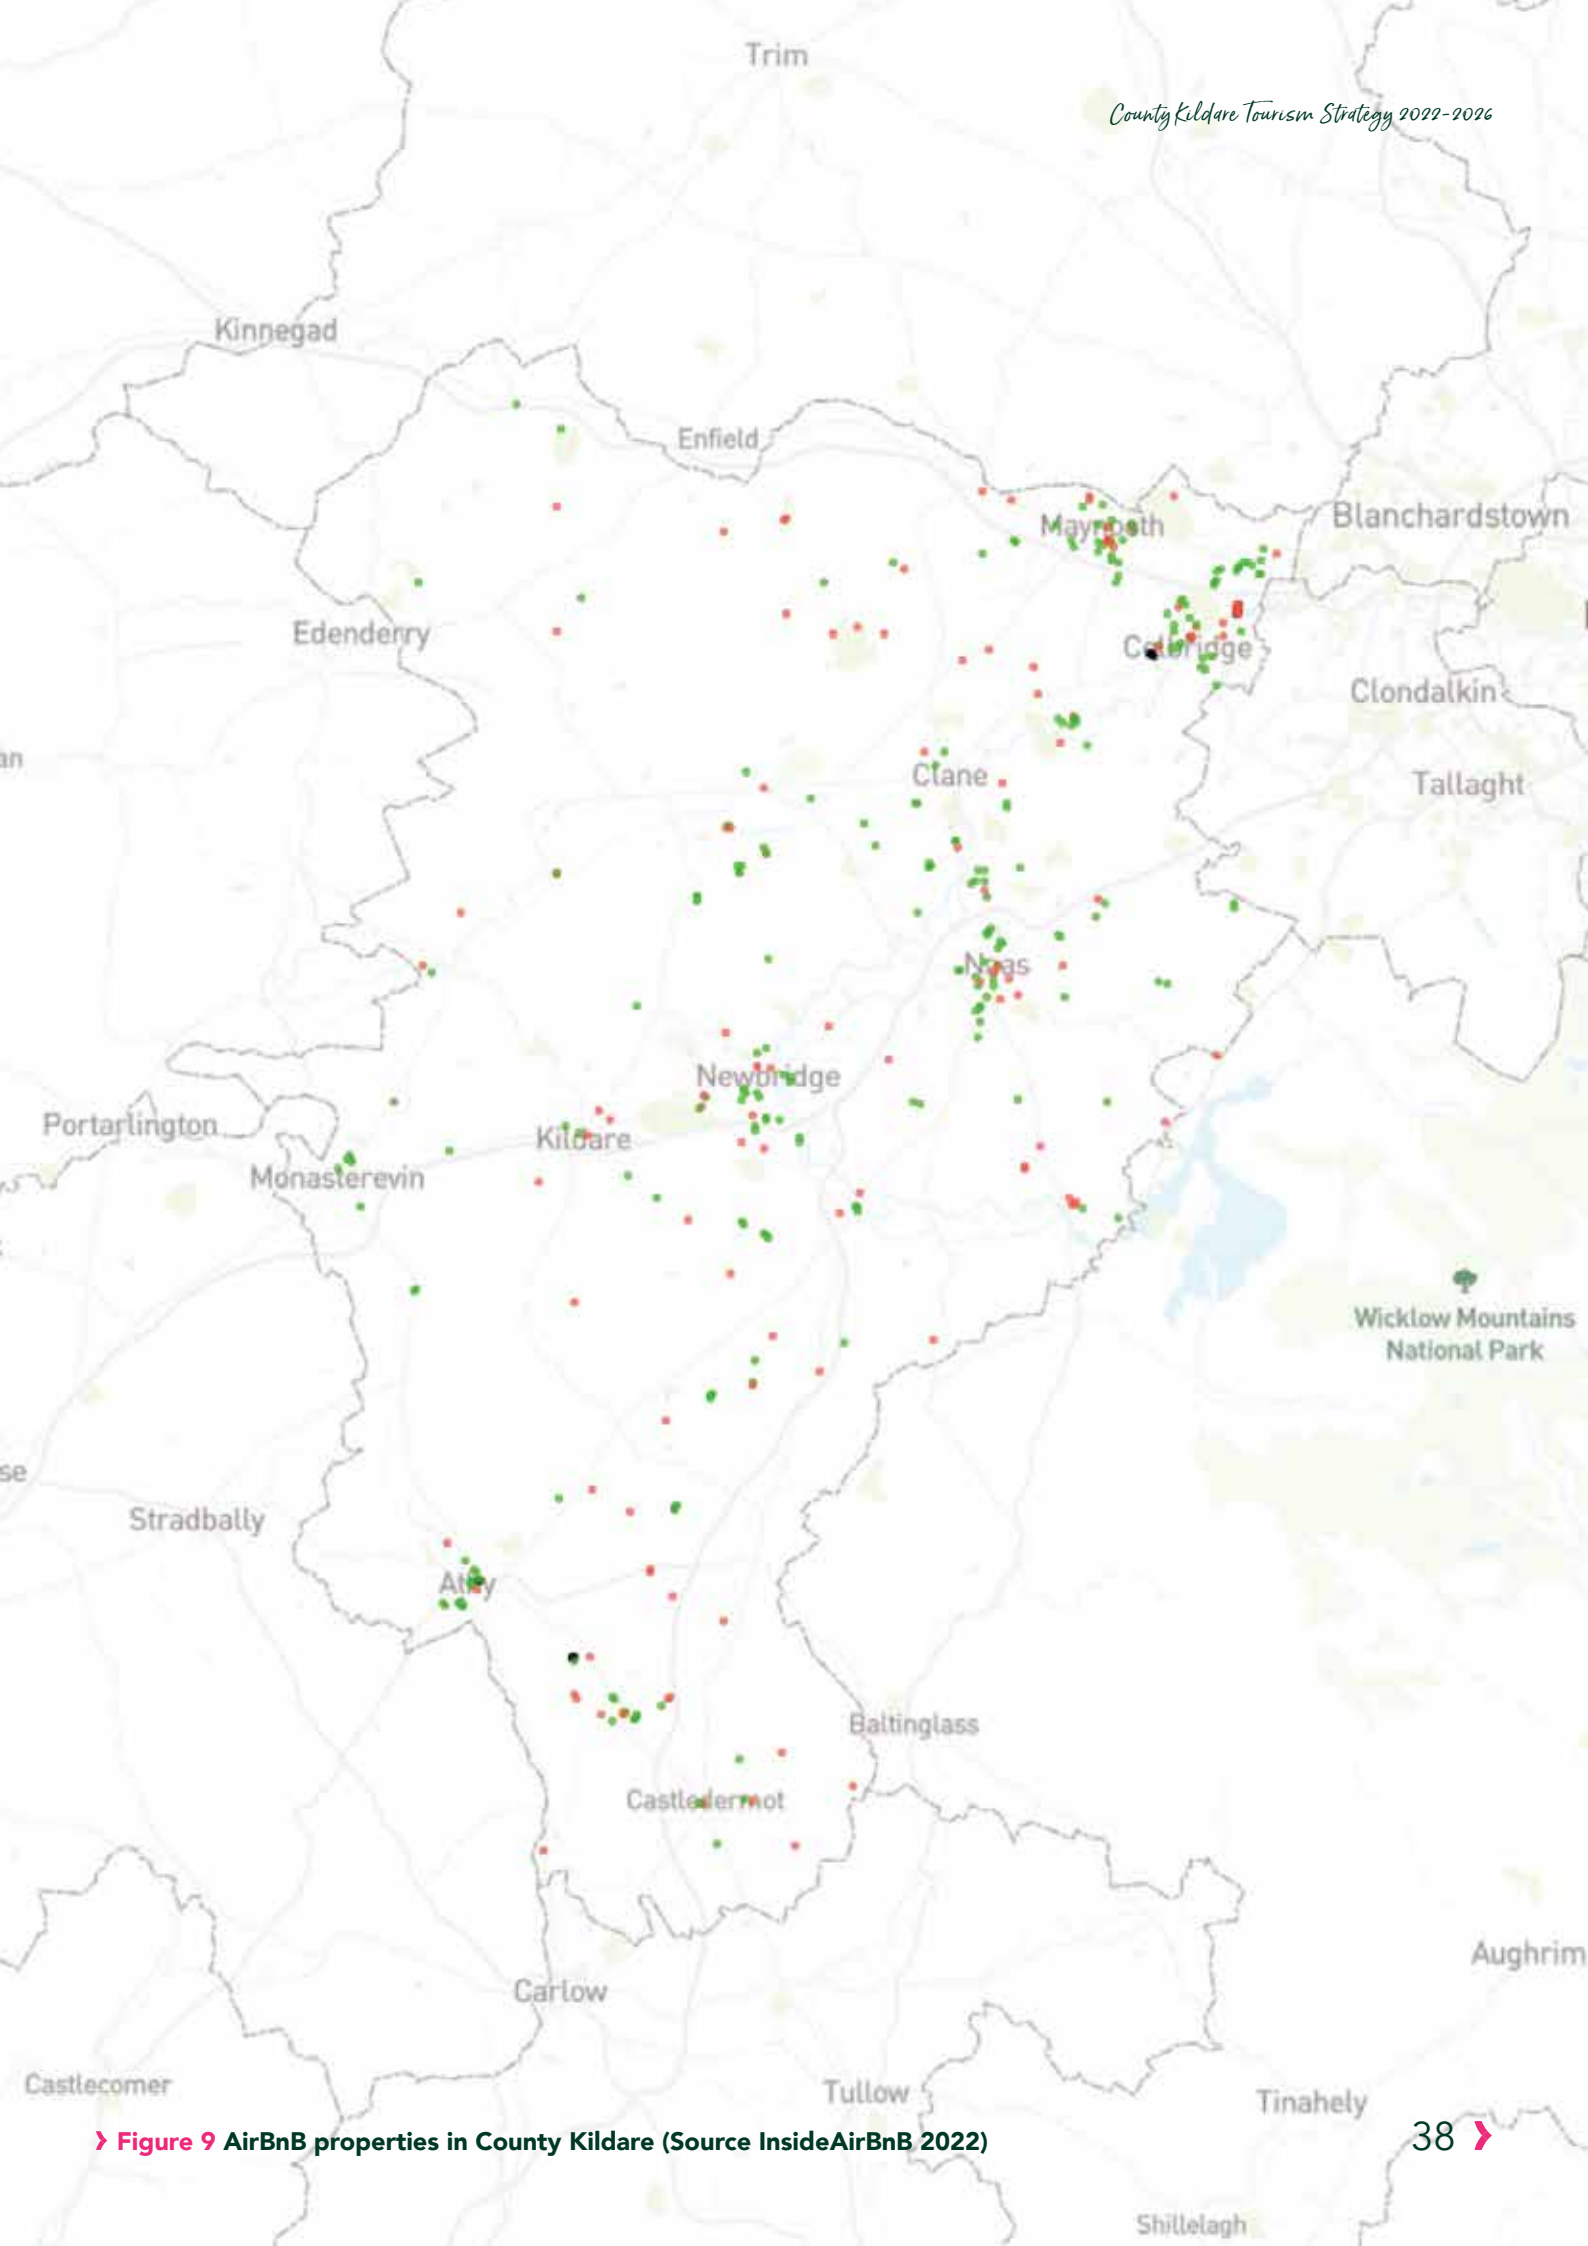 Trim
County Kildare Tourism Strategy 2022-2026
Kinnegad
Enfield
Maynooth
Blanchardstown
Edenderry
Celbridge
Clondalkin
an
Clane
Tallaght
Naas
Newbridge
Portarlington
Kildare
Monasterevin
Wicklow Mountains
National Park
se
Stradbally
Athy
Baltinglass
Castledermot
Aughrim
Carlow
Castlecomer
Tullow
Tinahely
› Figure 9 AirBnB properties in County Kildare (Source InsideAirBnB 2022)
38 ›
Shillelagh